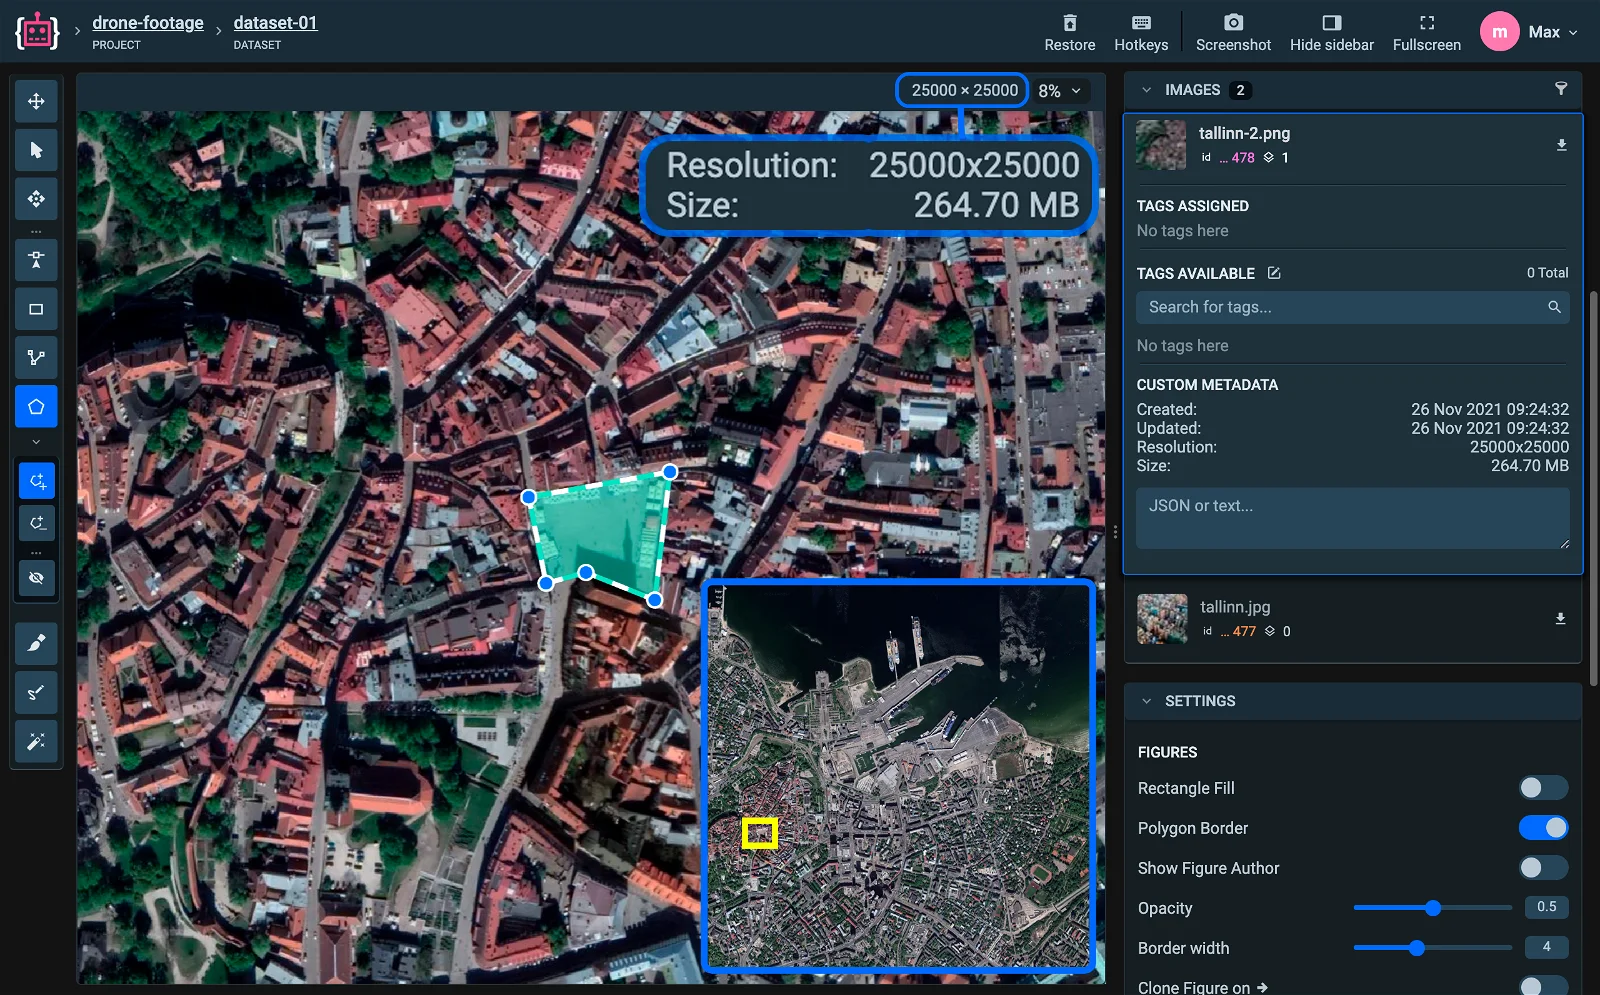 drone-footage
PROJECT
dataset-01
DATASET
Restore
Hotkeys
Screenshot
Hide sidebar
Fullscreen
m
Max
25000 × 25000
8%
Resolution: 25000x25000
Size: 264.70 MB
IMAGES 2
tallinn-2.png
id ... 478 1
TAGS ASSIGNED
No tags here
TAGS AVAILABLE 0 Total
Search for tags...
No tags here
CUSTOM METADATA
Created: 26 Nov 2021 09:24:32
Updated: 26 Nov 2021 09:24:32
Resolution: 25000x25000
Size: 264.70 MB
JSON or text...
tallinn.jpg
id ... 477 0
SETTINGS
FIGURES
Rectangle Fill
Polygon Border
Show Figure Author
Opacity 0.5
Border width 4
Clone Figure on →